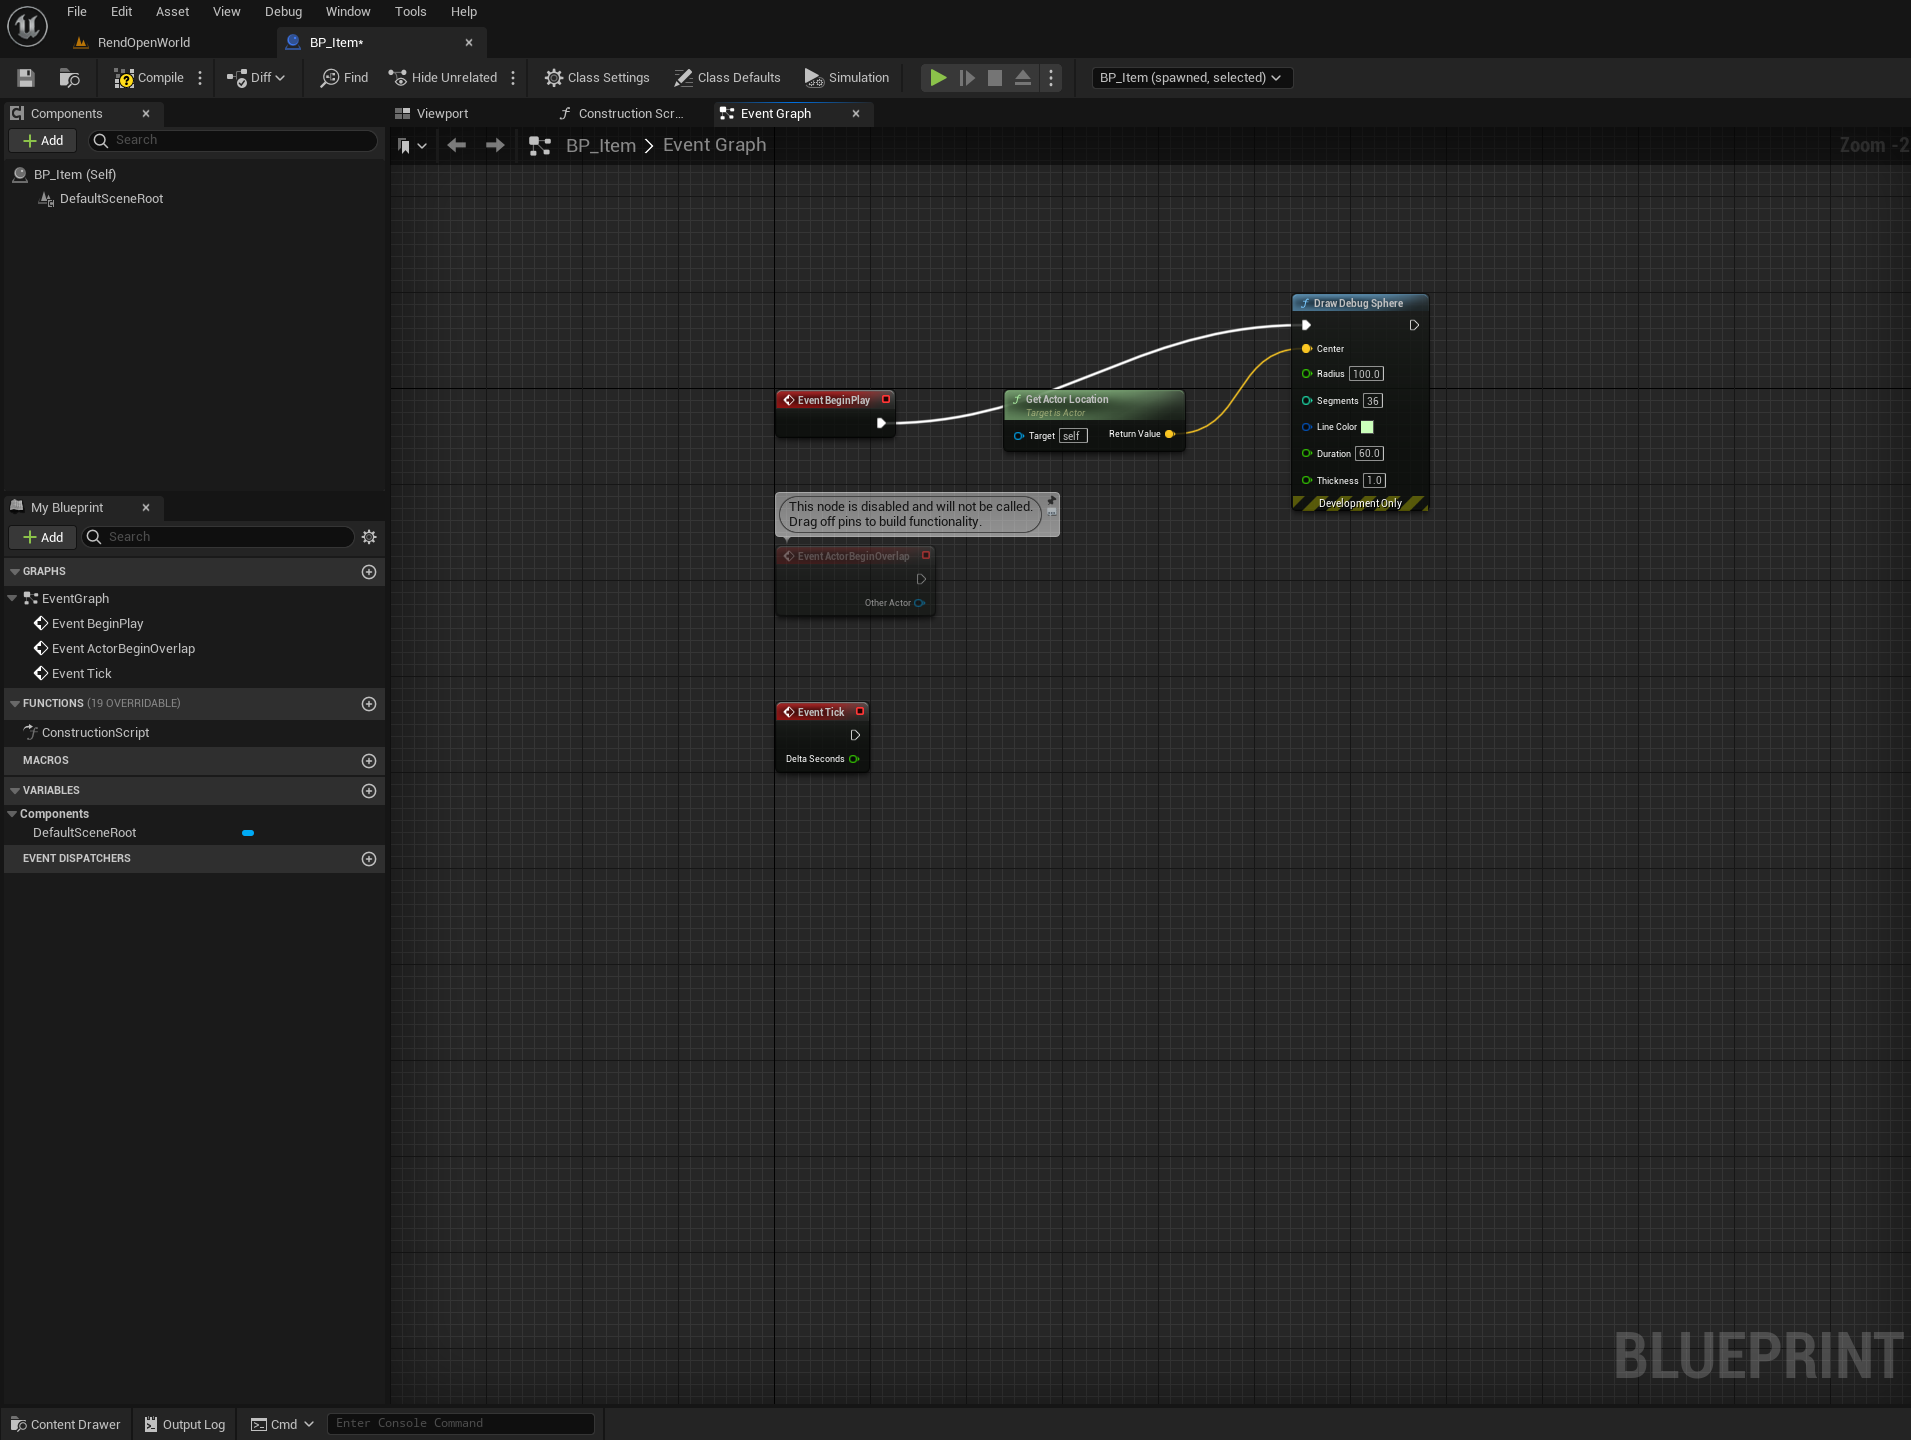 File Edit Asset View Debug Window Tools Help
RendOpenWorld
BP_Item*
Compile
Diff
Find
Hide Unrelated
Class Settings
Class Defaults
Simulation
BP_Item (spawned, selected)
Components
Add
Search
BP_Item (Self)
DefaultSceneRoot
Viewport
Construction Scr...
Event Graph
BP_Item > Event Graph
Zoom -2
Draw Debug Sphere
Center
Radius 100.0
Segments 36
Line Color
Duration 60.0
Thickness 1.0
Development Only
Event BeginPlay
Get Actor Location
Target is Actor
Target self
Return Value
This node is disabled and will not be called.
Drag off pins to build functionality.
Event ActorBeginOverlap
Other Actor
Event Tick
Delta Seconds
My Blueprint
Add
Search
GRAPHS
EventGraph
Event BeginPlay
Event ActorBeginOverlap
Event Tick
FUNCTIONS (19 OVERRIDABLE)
ConstructionScript
MACROS
VARIABLES
Components
DefaultSceneRoot
EVENT DISPATCHERS
BLUEPRINT
Content Drawer
Output Log
Cmd
Enter Console Command